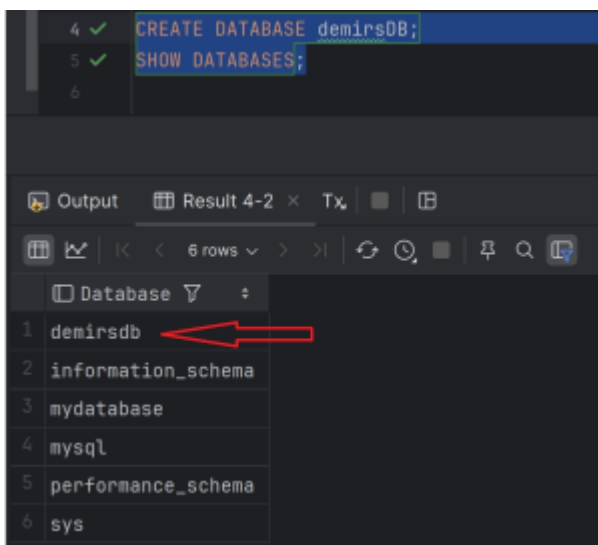 4 CREATE DATABASE demirsDB;
5 SHOW DATABASES;
6
Output Result 4-2 × Tx
6 rows
Database
1 demirsdb
2 information_schema
3 mydatabase
4 mysql
5 performance_schema
6 sys